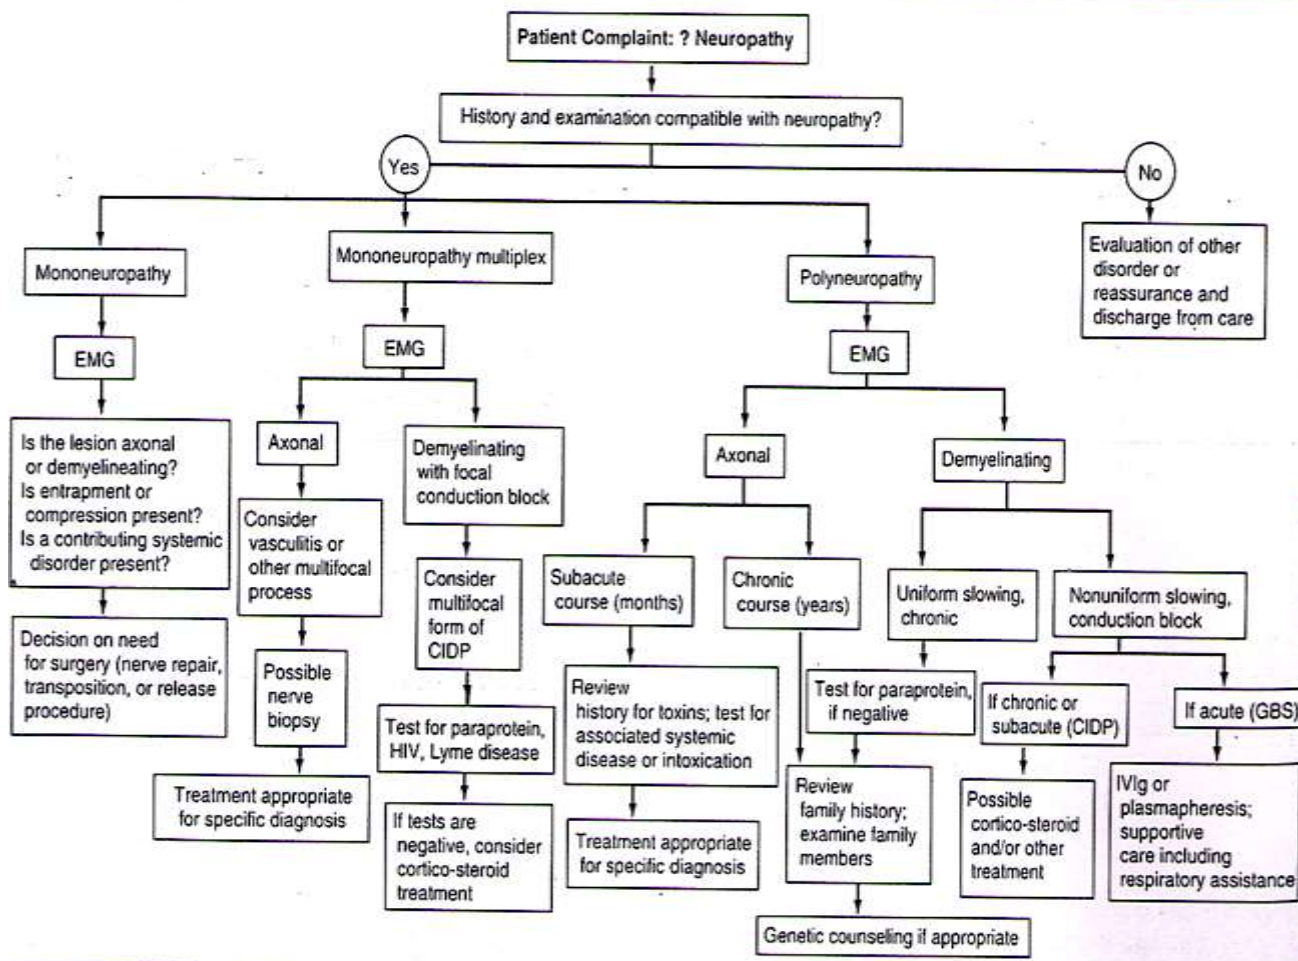 Patient Complaint: ? Neuropathy
History and examination compatible with neuropathy?
Yes
No
Mononeuropathy
Mononeuropathy multiplex
Polyneuropathy
Evaluation of other
disorder or
reassurance and
discharge from care
EMG
EMG
EMG
Is the lesion axonal
or demyelineating?
Is entrapment or
compression present?
Is a contributing systemic
disorder present?
Axonal
Demyelinating
with focal
conduction block
Axonal
Demyelinating
Decision on need
for surgery (nerve repair,
transposition, or release
procedure)
Consider
vasculitis or
other multifocal
process
Consider
multifocal
form of
CIDP
Subacute
course (months)
Chronic
course (years)
Uniform slowing,
chronic
Nonuniform slowing,
conduction block
Possible
nerve
biopsy
Test for paraprotein,
HIV, Lyme disease
Review
history for toxins; test for
associated systemic
disease or intoxication
Test for paraprotein,
if negative
If chronic or
subacute (CIDP)
If acute (GBS)
Treatment appropriate
for specific diagnosis
If tests are
negative, consider
cortico-steroid
treatment
Treatment appropriate
for specific diagnosis
Review
family history;
examine family
members
Possible
cortico-steroid
and/or other
treatment
IVIg or
plasmapheresis;
supportive
care including
respiratory assistance
Genetic counseling if appropriate